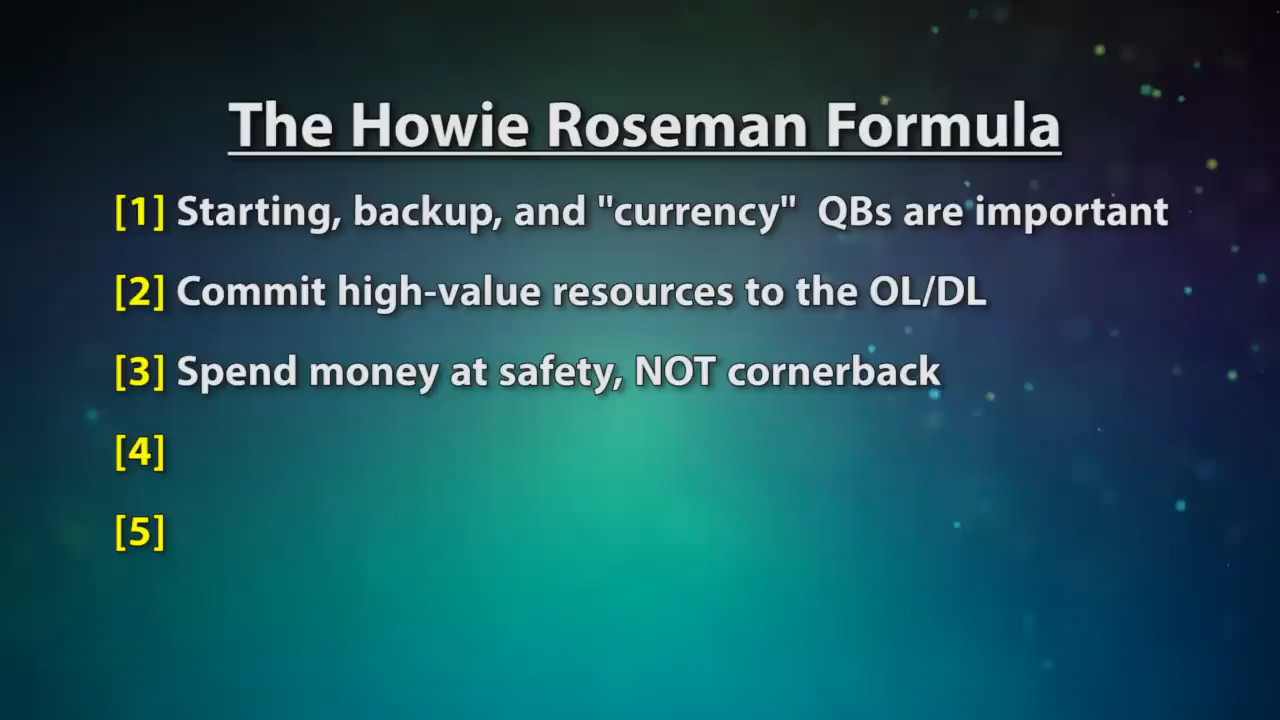 The Howie Roseman Formula
[1] Starting, backup, and "currency" QBs are important
[2] Commit high-value resources to the OL/DL
[3] Spend money at safety, NOT cornerback
[4]
[5]